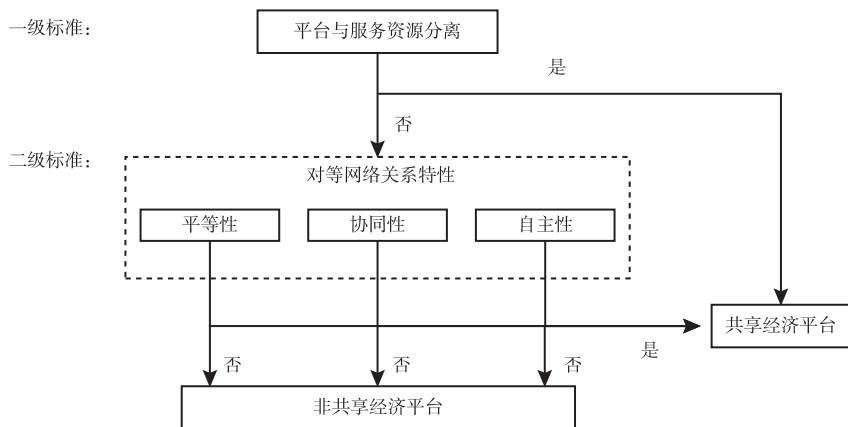 一级标准：
平台与服务资源分离
是
否
二级标准：
对等网络关系特性
平等性
协同性
自主性
共享经济平台
是
否
否
否
非共享经济平台